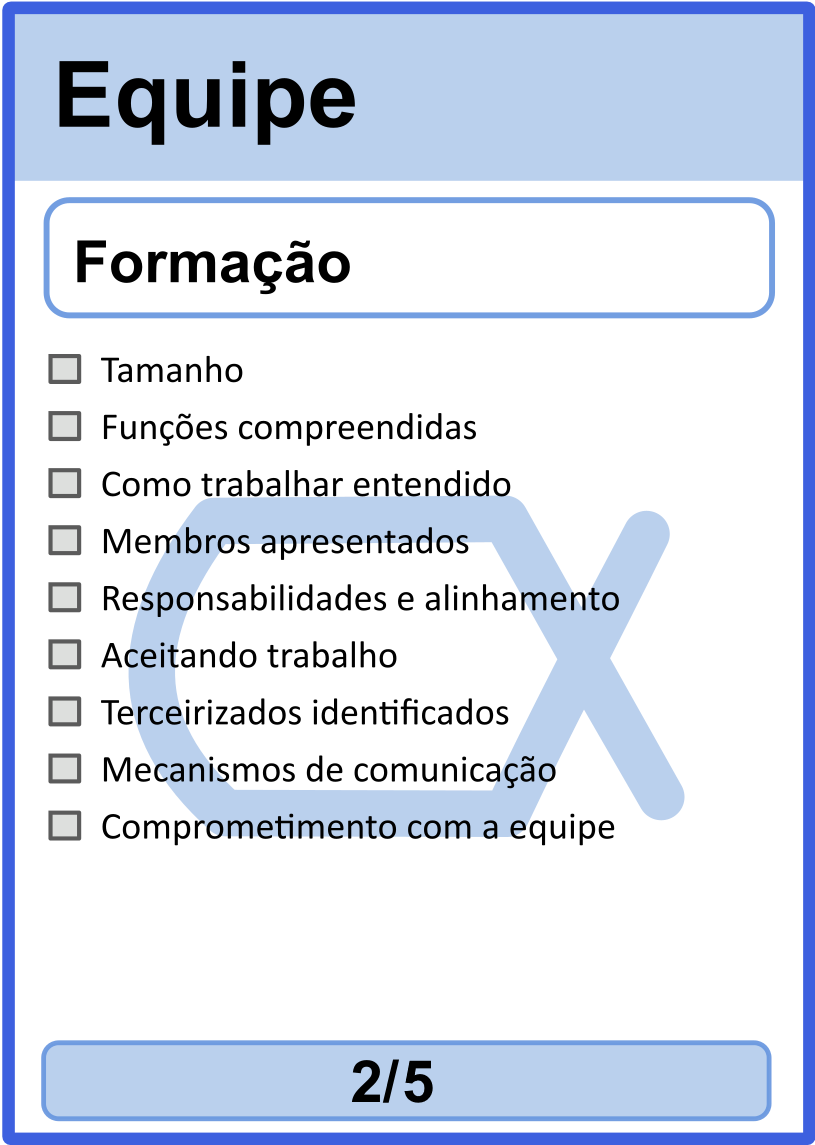 Equipe
Formação
Tamanho
Funções compreendidas
Como trabalhar entendido
Membros apresentados
Responsabilidades e alinhamento
Aceitando trabalho
Terceirizados identificados
Mecanismos de comunicação
Comprometimento com a equipe
2/5